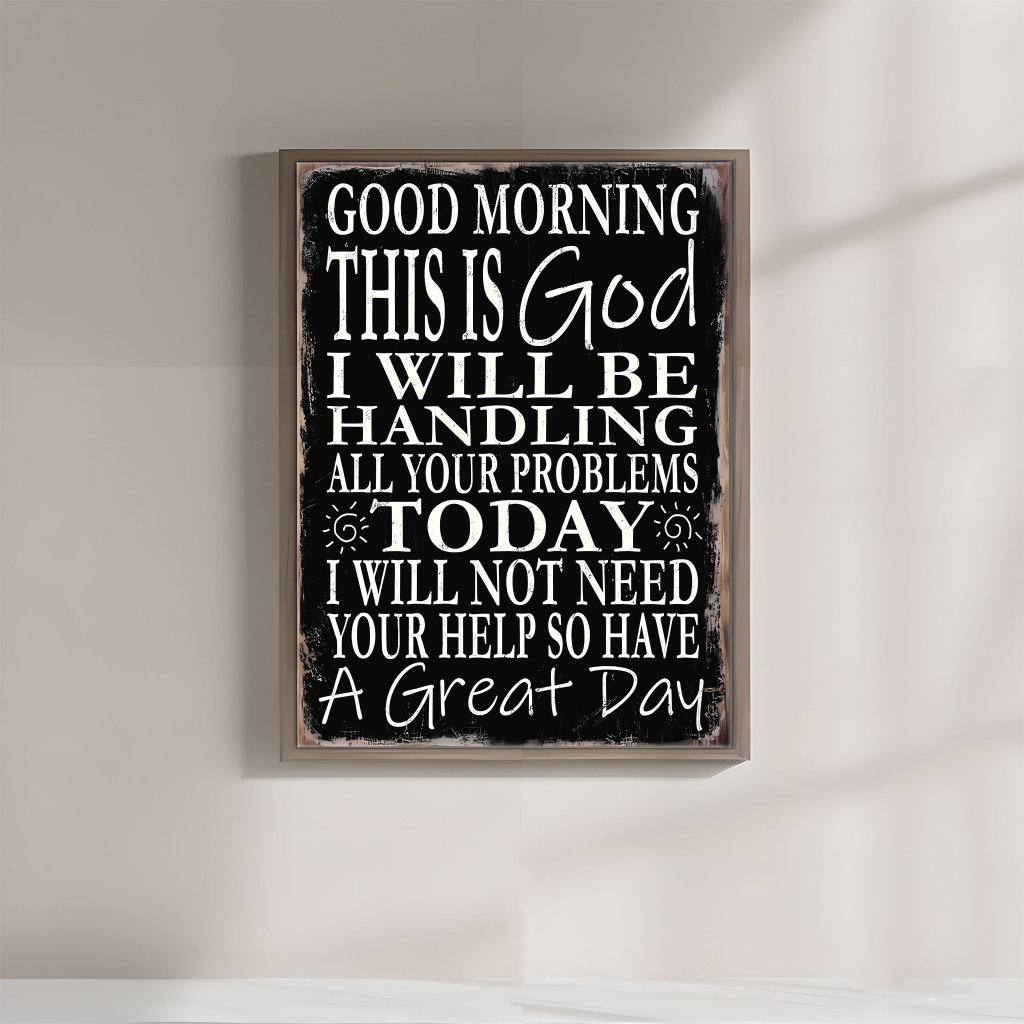 GOOD MORNING
THIS IS God
I WILL BE
HANDLING
ALL YOUR PROBLEMS
TODAY
I WILL NOT NEED
YOUR HELP SO HAVE
A Great Day